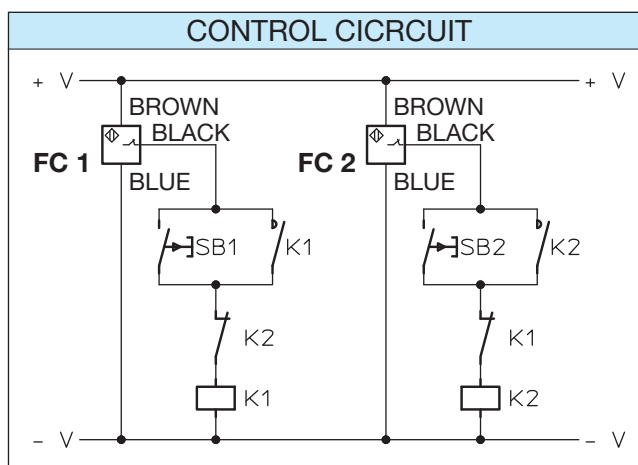 CONTROL CICRCUIT
+ V + V
BROWN BROWN
BLACK BLACK
FC 1 FC 2
BLUE BLUE
SB1 K1 SB2 K2
K2 K1
K1 K2
- V - V